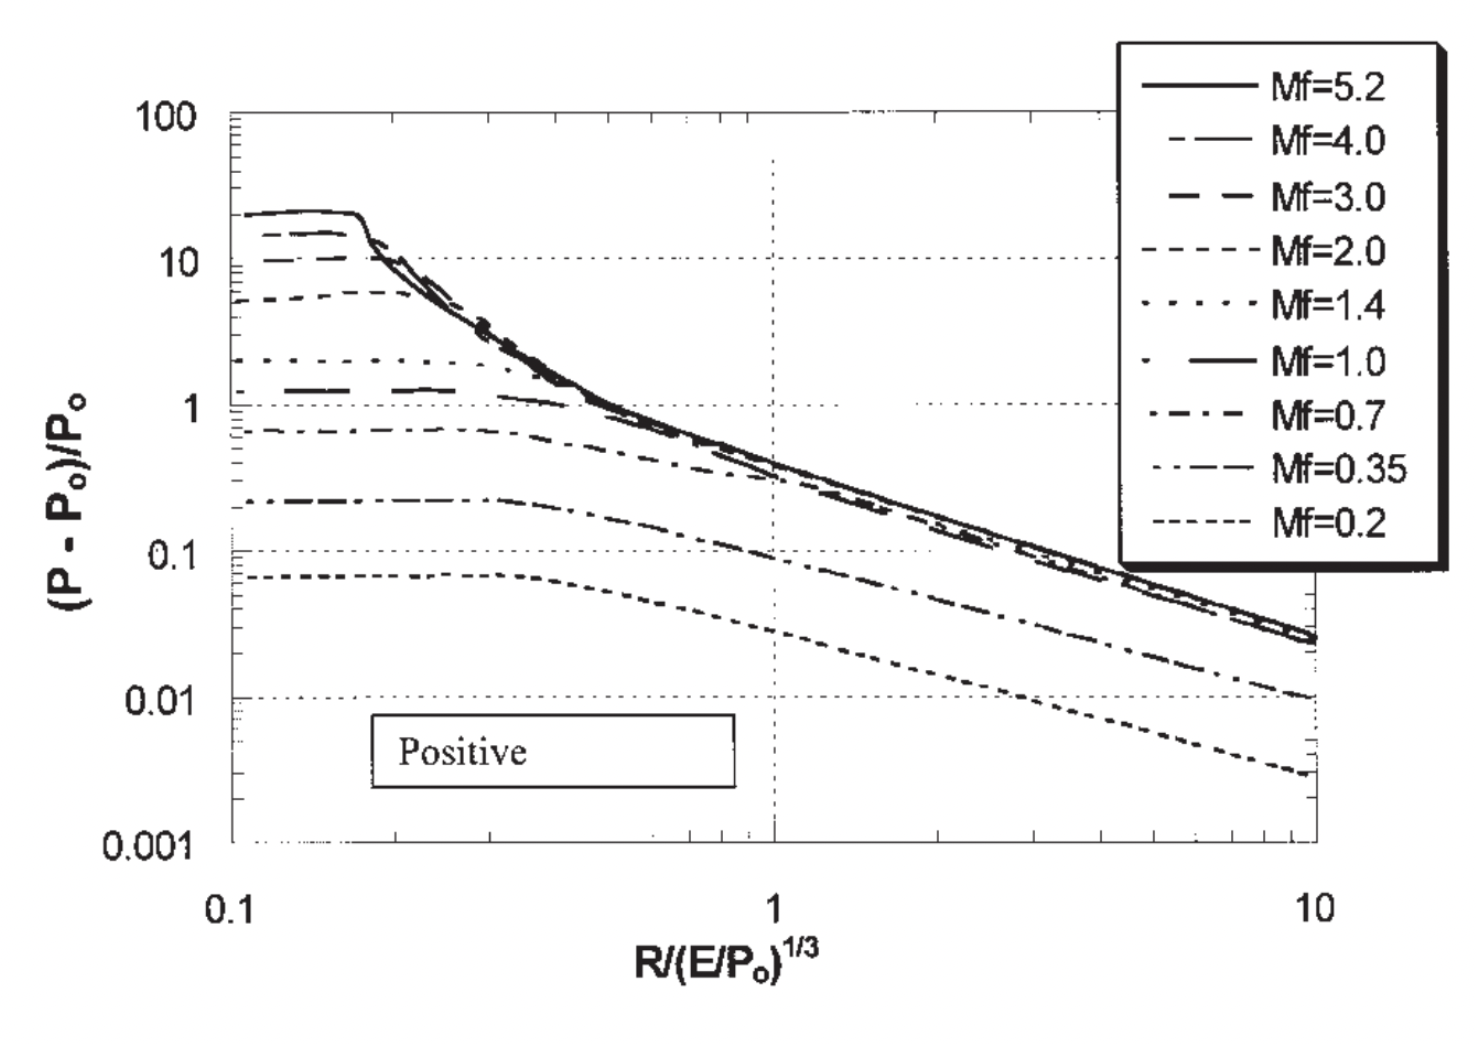 Mf=5.2
Mf=4.0
Mf=3.0
Mf=2.0
Mf=1.4
Mf=1.0
Mf=0.7
Mf=0.35
Mf=0.2
100
10
1
0.1
0.01
0.001
(P - Po)/Po
Positive
0.1 1 10
R/(E/Po)1/3